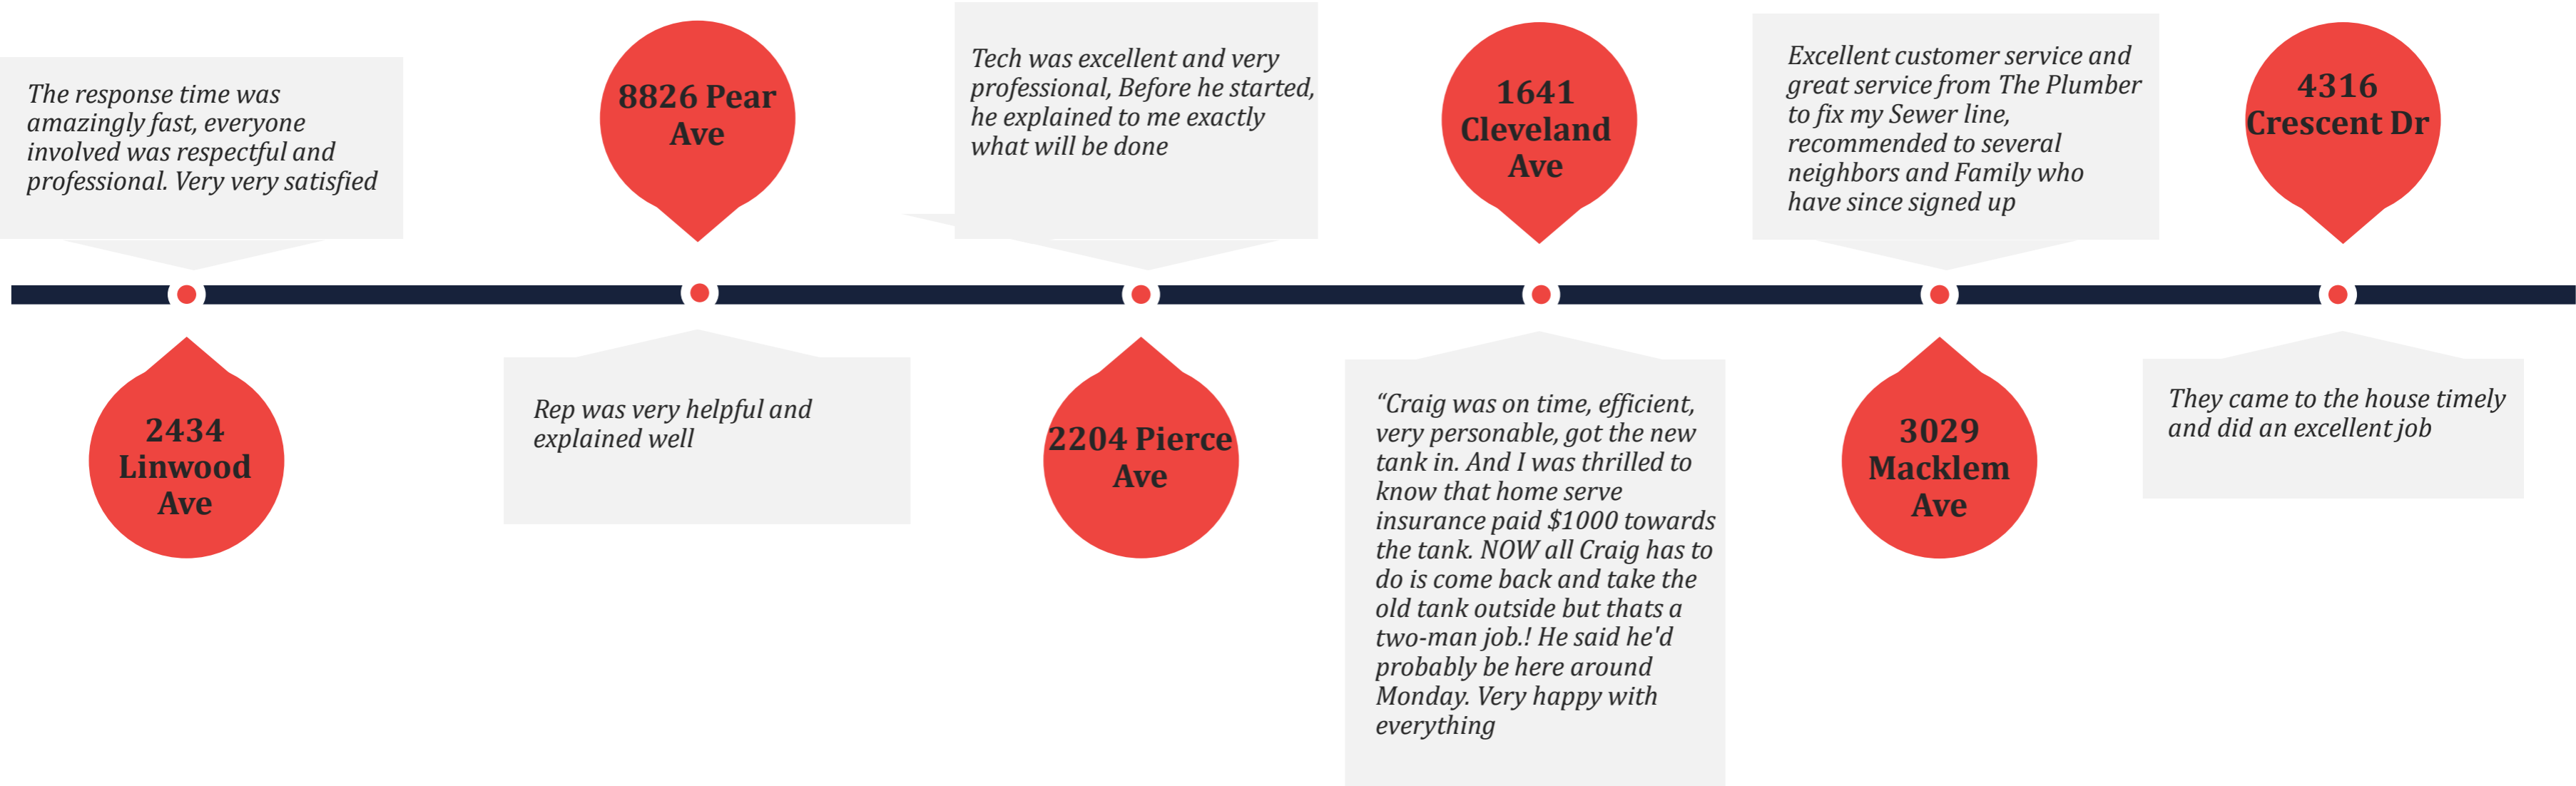 The response time was
amazingly fast, everyone
involved was respectful and
professional. Very very satisfied
2434
Linwood
Ave
8826 Pear
Ave
Rep was very helpful and
explained well
Tech was excellent and very
professional, Before he started,
he explained to me exactly
what will be done
2204 Pierce
Ave
1641
Cleveland
Ave
“Craig was on time, efficient,
very personable, got the new
tank in. And I was thrilled to
know that home serve
insurance paid $1000 towards
the tank. NOW all Craig has to
do is come back and take the
old tank outside but thats a
two-man job.! He said he'd
probably be here around
Monday. Very happy with
everything
Excellent customer service and
great service from The Plumber
to fix my Sewer line,
recommended to several
neighbors and Family who
have since signed up
3029
Macklem
Ave
4316
Crescent Dr
They came to the house timely
and did an excellent job